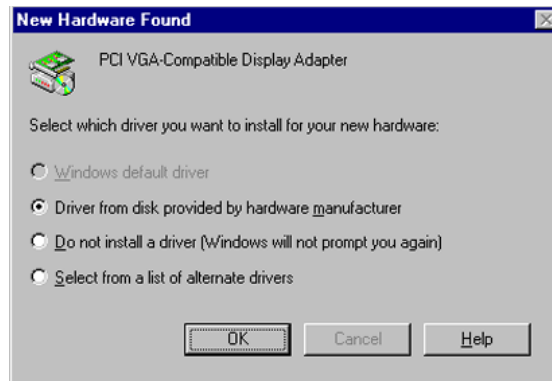 New Hardware Found
PCI VGA-Compatible Display Adapter
Select which driver you want to install for your new hardware:
Windows default driver
Driver from disk provided by hardware manufacturer
Do not install a driver (Windows will not prompt you again)
Select from a list of alternate drivers
OK Cancel Help